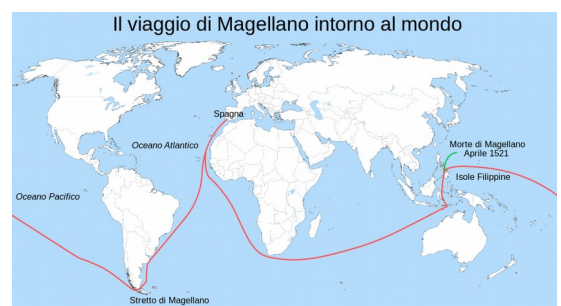 Il viaggio di Magellano intorno al mondo
Spagna
Oceano Atlantico
Morte di Magellano
Aprile 1521
Isole Filippine
Oceano Pacifico
Stretto di Magellano